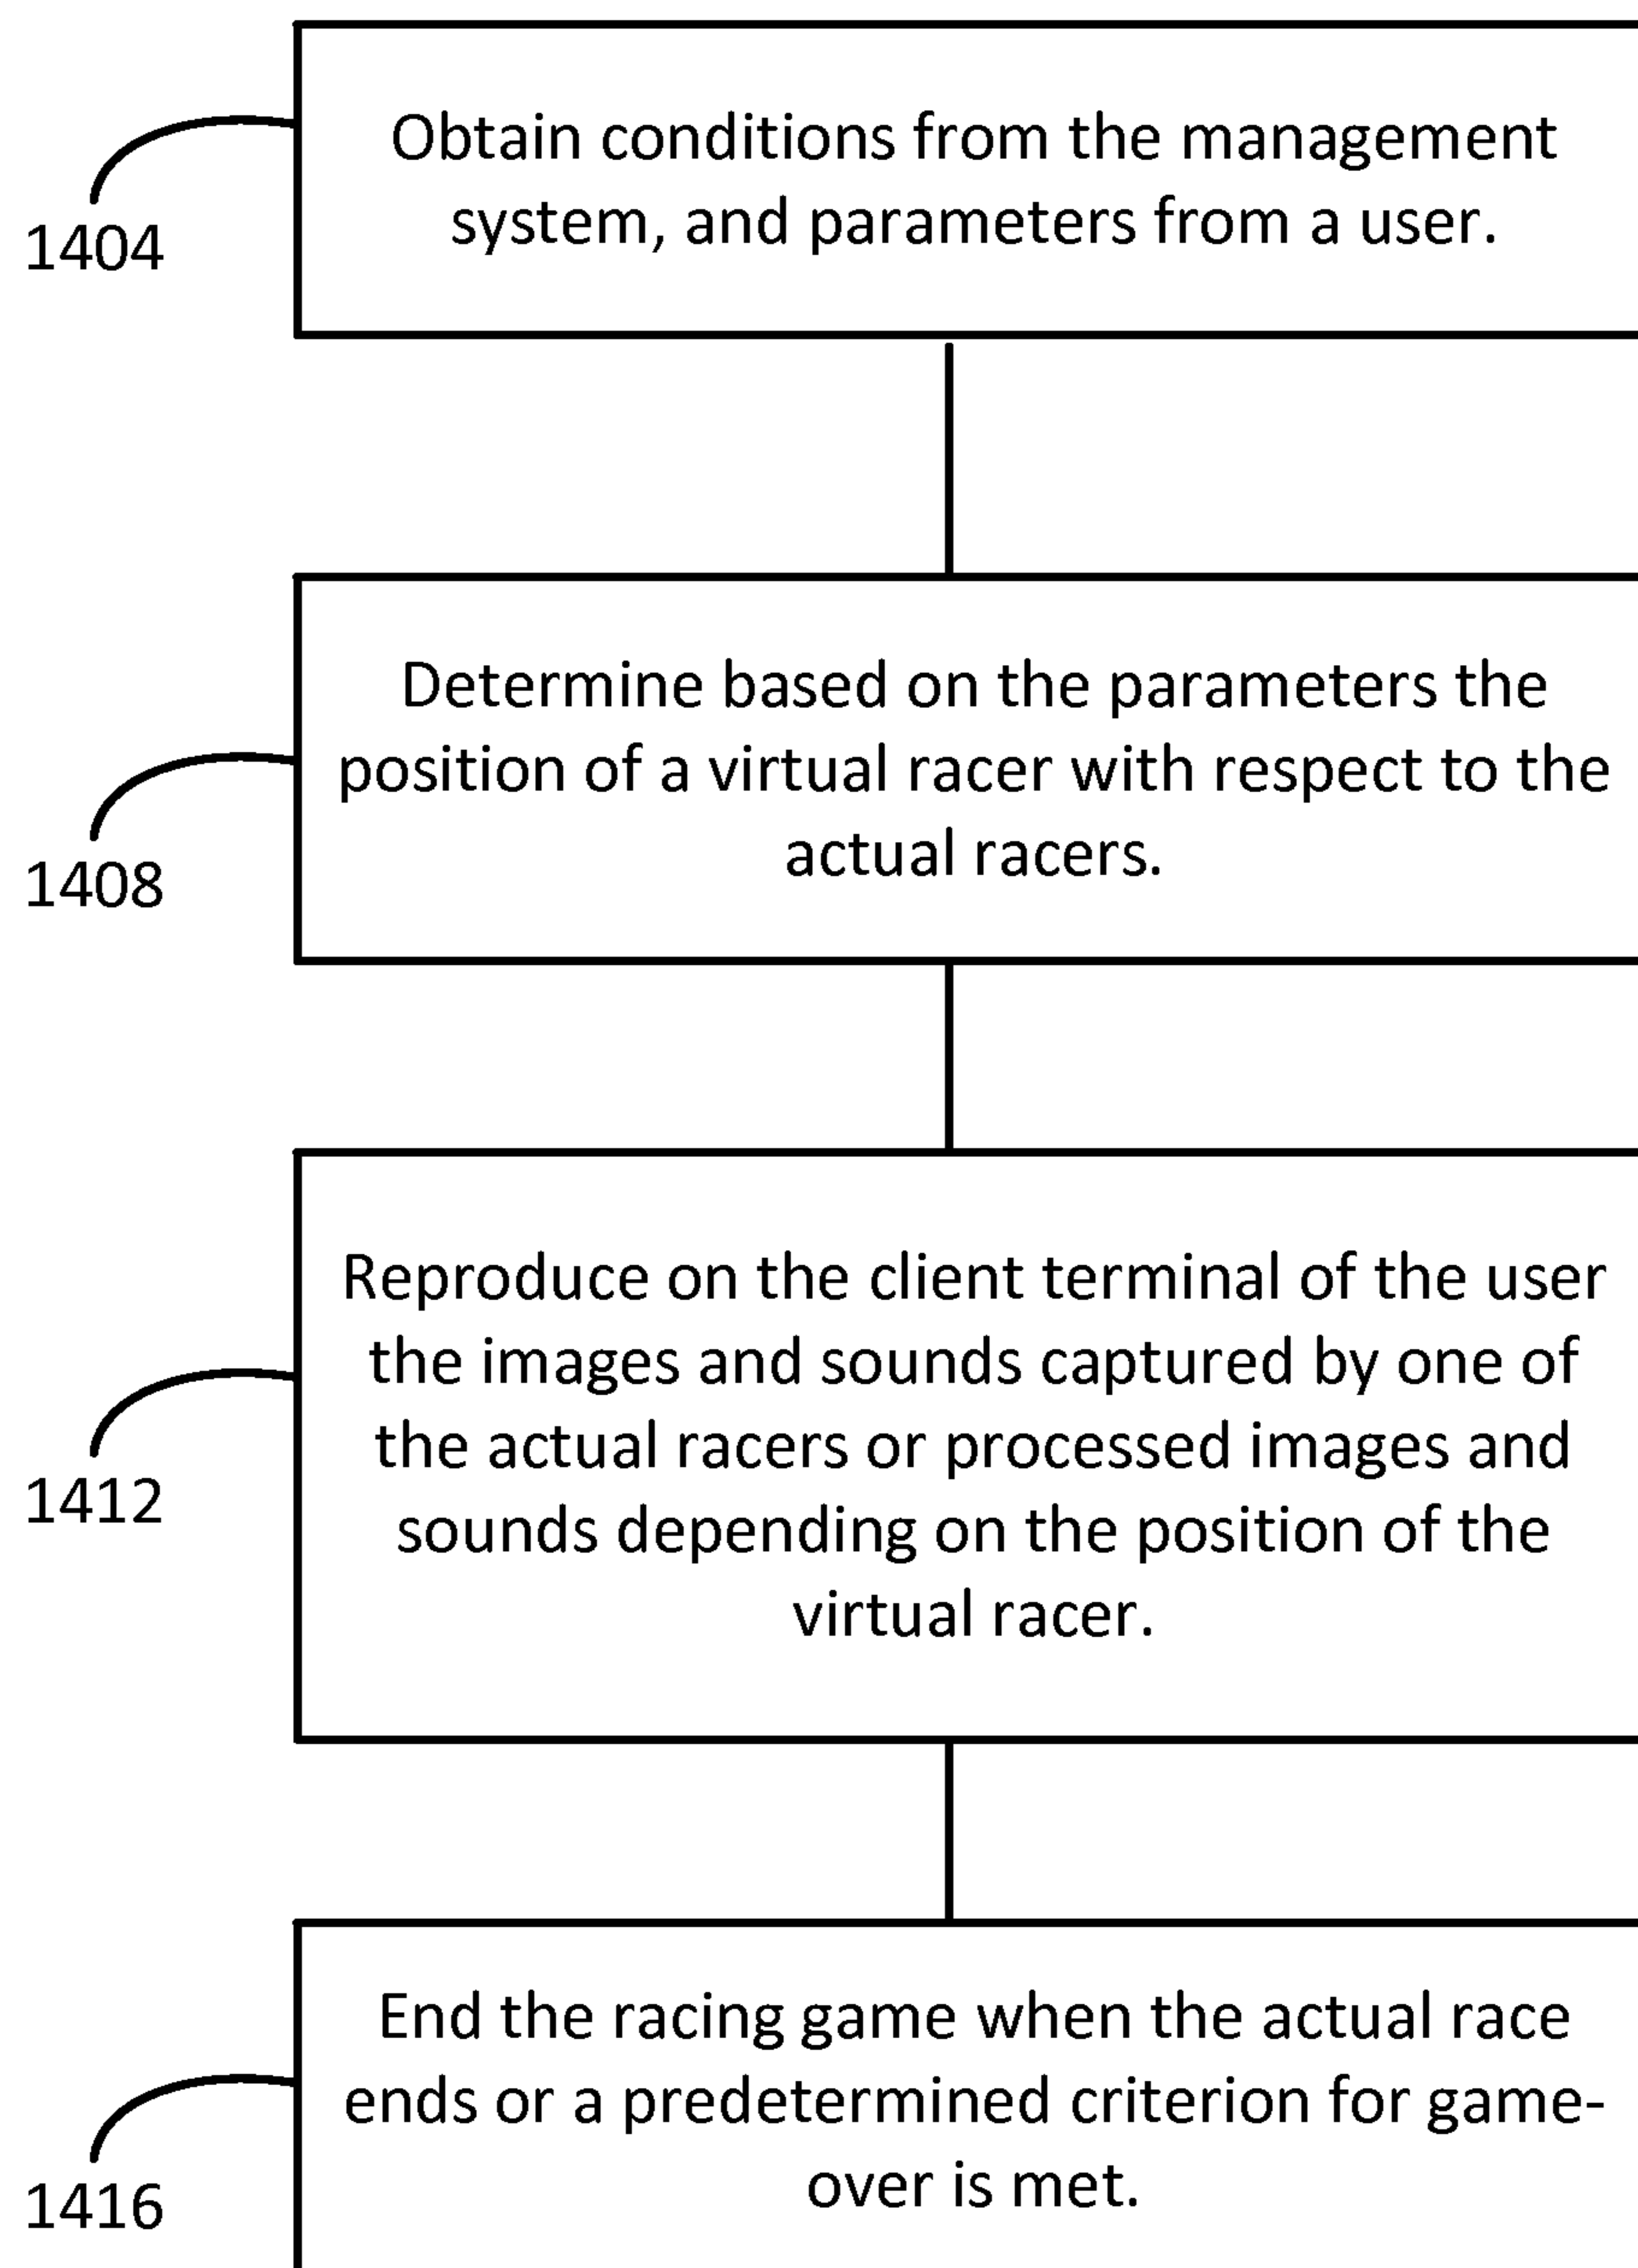 Obtain conditions from the management
system, and parameters from a user.
1404
Determine based on the parameters the
position of a virtual racer with respect to the
actual racers.
1408
Reproduce on the client terminal of the user
the images and sounds captured by one of
the actual racers or processed images and
sounds depending on the position of the
virtual racer.
1412
End the racing game when the actual race
ends or a predetermined criterion for game-
over is met.
1416